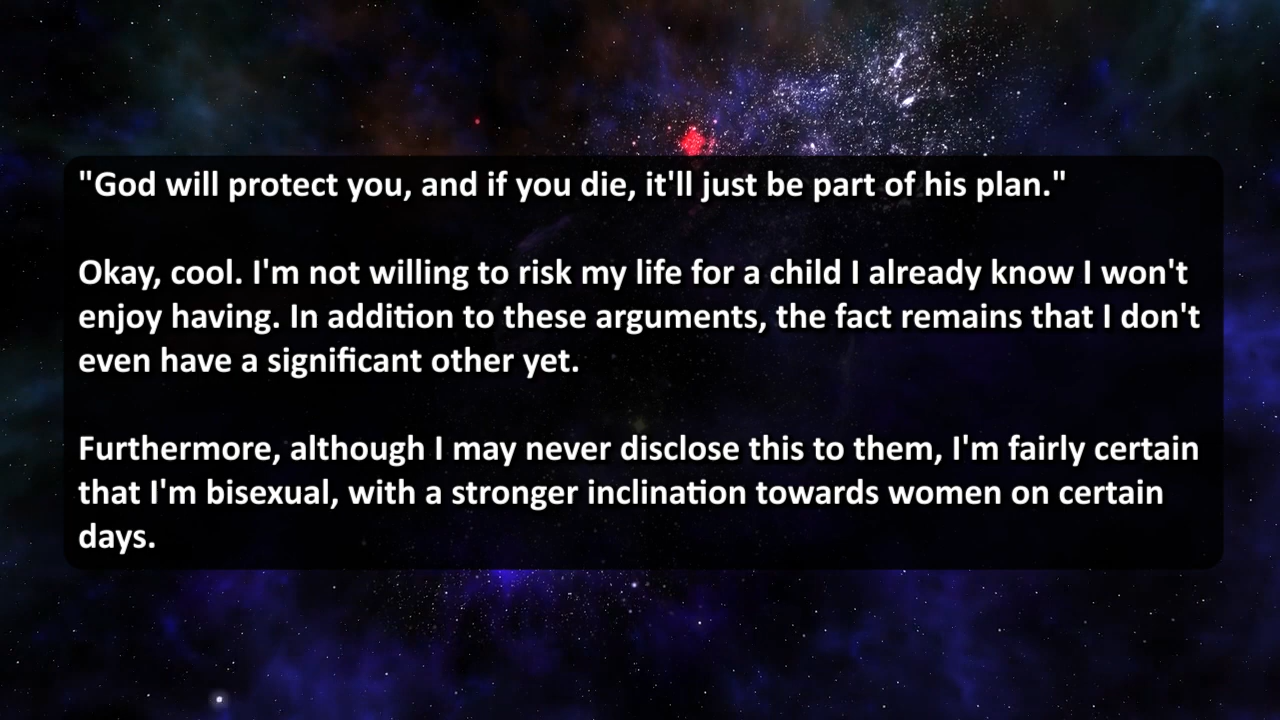 "God will protect you, and if you die, it'll just be part of his plan."
Okay, cool. I'm not willing to risk my life for a child I already know I won't
enjoy having. In addition to these arguments, the fact remains that I don't
even have a significant other yet.
Furthermore, although I may never disclose this to them, I'm fairly certain
that I'm bisexual, with a stronger inclination towards women on certain
days.